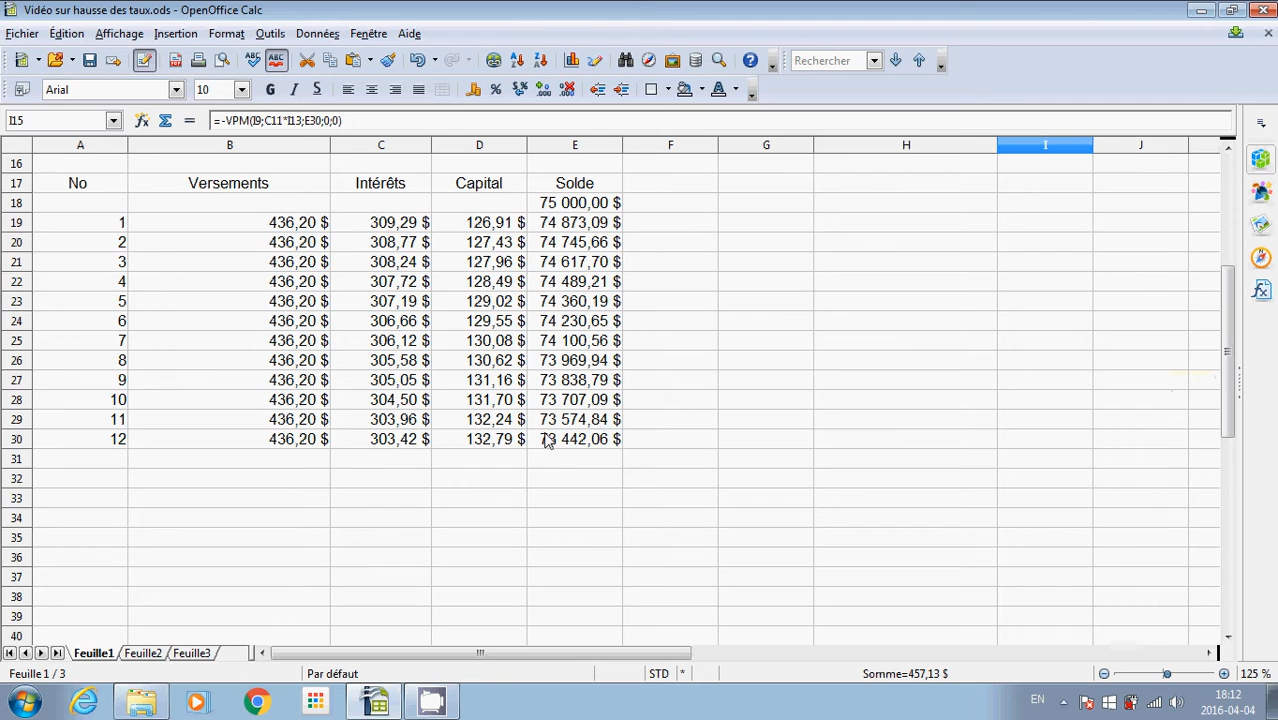 Vidéo sur hausse des taux.ods - OpenOffice Calc
Fichier Édition Affichage Insertion Format Outils Données Fenêtre Aide
Rechercher
Arial 10
I15 =-VPM(I9;C11*I13;E30;0;0)
A B C D E F G H I J
16
17 No Versements Intérêts Capital Solde
18 75 000,00 $
19 1 436,20 $ 309,29 $ 126,91 $ 74 873,09 $
20 2 436,20 $ 308,77 $ 127,43 $ 74 745,66 $
21 3 436,20 $ 308,24 $ 127,96 $ 74 617,70 $
22 4 436,20 $ 307,72 $ 128,49 $ 74 489,21 $
23 5 436,20 $ 307,19 $ 129,02 $ 74 360,19 $
24 6 436,20 $ 306,66 $ 129,55 $ 74 230,65 $
25 7 436,20 $ 306,12 $ 130,08 $ 74 100,56 $
26 8 436,20 $ 305,58 $ 130,62 $ 73 969,94 $
27 9 436,20 $ 305,05 $ 131,16 $ 73 838,79 $
28 10 436,20 $ 304,50 $ 131,70 $ 73 707,09 $
29 11 436,20 $ 303,96 $ 132,24 $ 73 574,84 $
30 12 436,20 $ 303,42 $ 132,79 $ 73 442,06 $
31
32
33
34
35
36
37
38
39
40
Feuille1 Feuille2 Feuille3
Feuille 1 / 3 Par défaut STD * Somme=457,13 $ 125 %
EN 18:12
2016-04-04